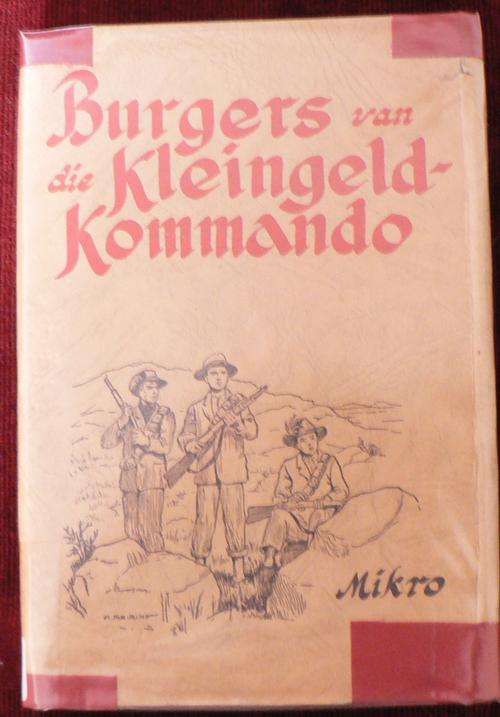 Burgers van
die Kleingeld-
Kommando
Mikro